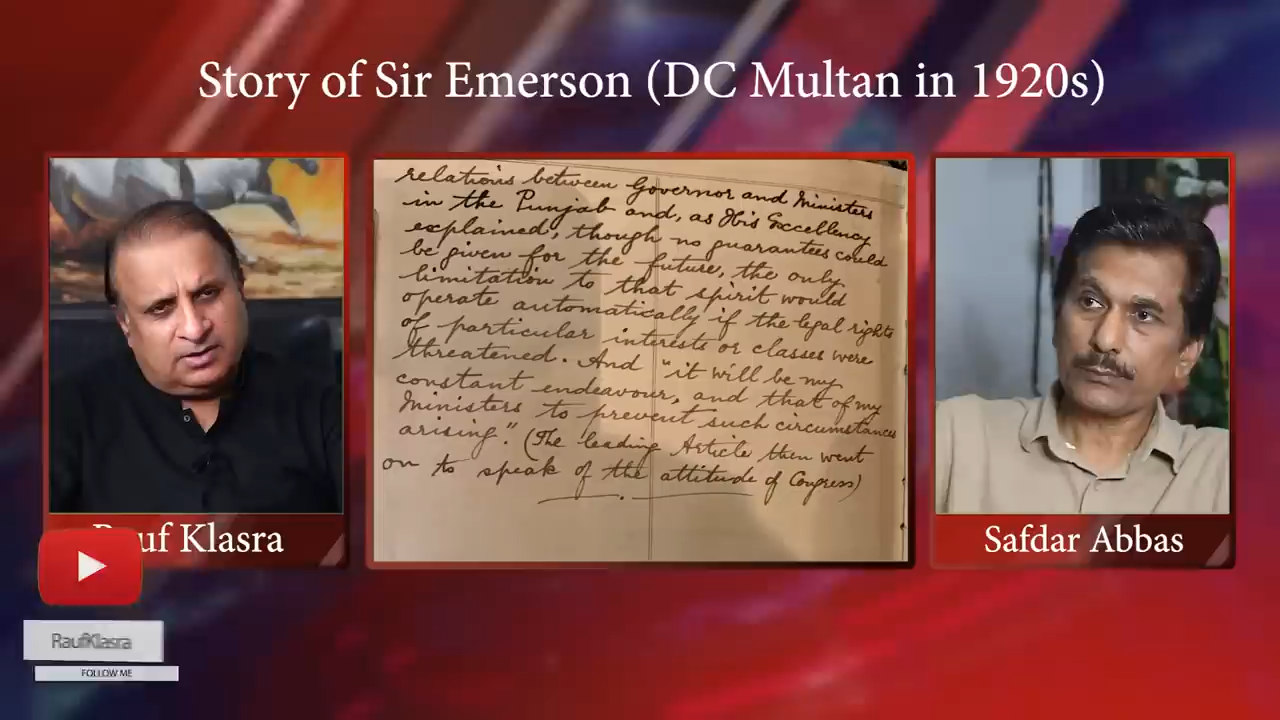 Story of Sir Emerson (DC Multan in 1920s)
relations between Governor and Ministers
in the Punjab and, as His Excellency
explained, though no guarantees could
be given for the future, the only
limitation to that spirit would
operate automatically if the legal rights
of particular interests or classes were
threatened. And "it will be my
constant endeavour, and that of my
Ministers to prevent such circumstances
arising". (The leading Article then went
on to speak of the attitude of Congress)
uf Klasra
Safdar Abbas
RaufKlasra
FOLLOW ME